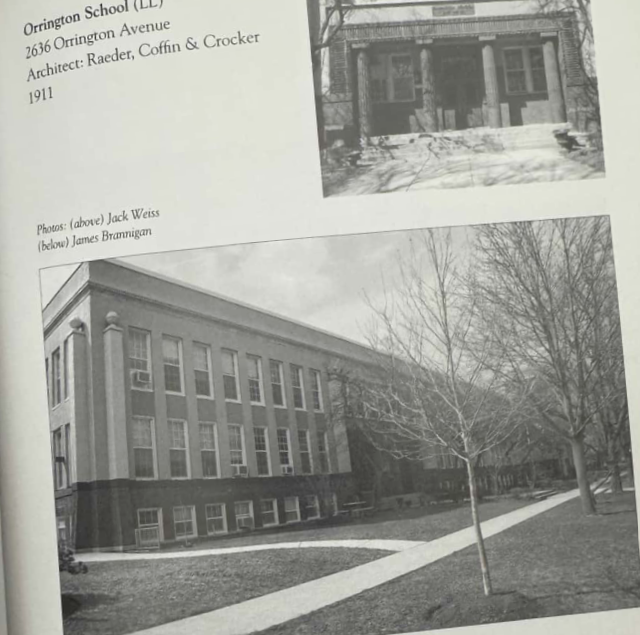 Orrington School (LL)
2636 Orrington Avenue
Architect: Raeder, Coffin & Crocker
1911
Photos: (above) Jack Weiss
(below) James Brannigan